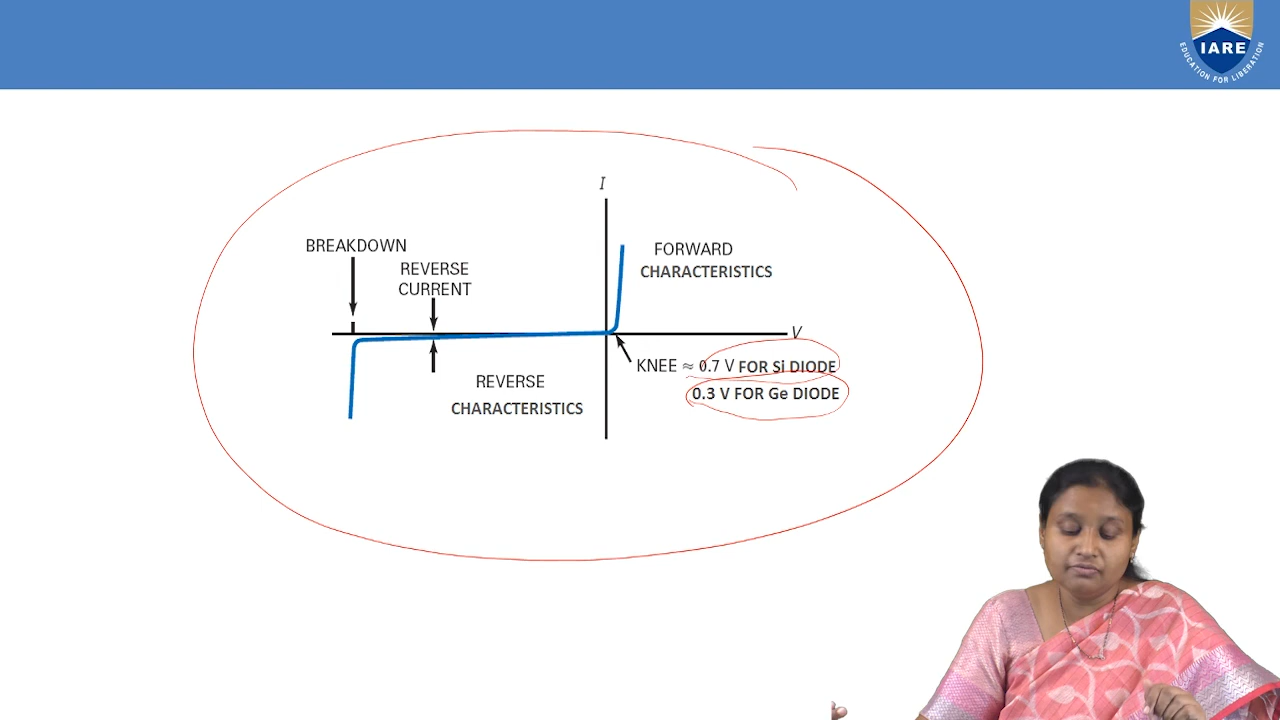 IARE
EDUCATION FOR LIBERATION
I
BREAKDOWN
REVERSE
CURRENT
FORWARD
CHARACTERISTICS
V
KNEE ≈ 0.7 V FOR Si DIODE
0.3 V FOR Ge DIODE
REVERSE
CHARACTERISTICS